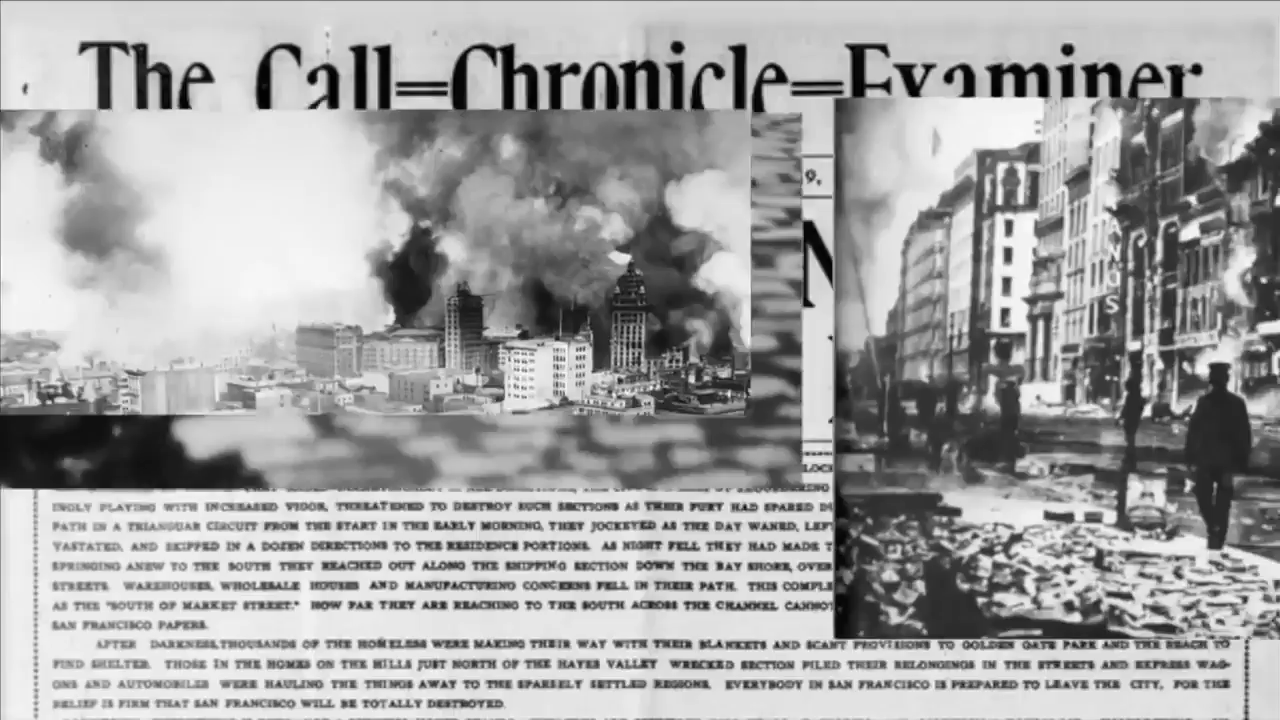 The Call=Chronicle=Examiner
9,
N
NOS
INGLY PLAYING WITH INCREASED VIGOR, THREATENED TO DESTROY SUCH SECTIONS AS THEIR FURY HAD SPARED
PATH IN A TRIANGUAR CIRCUIT FROM THE START IN THE EARLY MORNING, THEY JOCKEYED AS THE DAY WANED, LEFT
VASTATED, AND SKIPPED IN A DOZEN DIRECTIONS TO THE RESIDENCE PORTIONS. AS NIGHT FELL THEY HAD MADE T
SPRINGING ANEW TO THE SOUTH THEY REACHED OUT ALONG THE SHIPPING SECTION DOWN THE BAY SHORE, OVER
STREETS. WAREHOUSES, WHOLESALE HOUSES AND MANUFACTURING CONCERNS FELL IN THEIR PATH. THIS COMPLE
AS THE "SOUTH OF MARKET STREET." HOW FAR THEY ARE REACHING TO THE SOUTH ACROSS THE CHANNEL CANNOT
SAN FRANCISCO PAPERS.
AFTER DARKNESS, THOUSANDS OF THE HOMELESS WERE MAKING THEIR WAY WITH THEIR BLANKETS AND SCANT PROVISIONS TO GOLDEN GATE PARK AND THE BEACH TO
FIND SHELTER. THOSE IN THE HOMES ON THE HILLS JUST NORTH OF THE HAYES VALLEY WRECKED SECTION PILED THEIR BELONGINGS IN THE STREETS AND EXPRESS WAG-
ONS AND AUTOMOBILES WERE HAULING THE THINGS AWAY TO THE SPARSELY SETTLED REGIONS. EVERYBODY IN SAN FRANCISCO IS PREPARED TO LEAVE THE CITY, FOR THE
BELIEF IS FIRM THAT SAN FRANCISCO WILL BE TOTALLY DESTROYED.